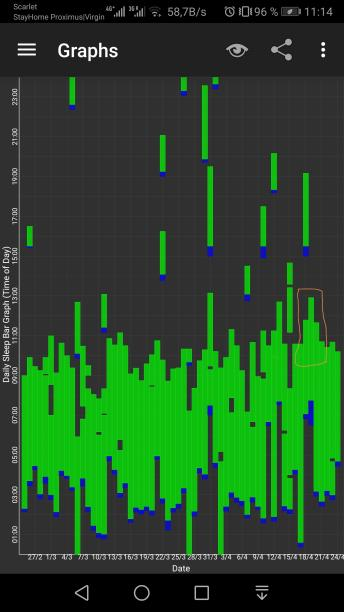 Scarlet
StayHome Proximus|Virgin
4G+
3G
58,7B/s
96 %
11:14
Graphs
Daily Sleep Bar Graph (Time of Day)
23:00
21:00
19:00
17:00
15:00
13:00
11:00
09:00
07:00
05:00
03:00
01:00
27/2 1/3 4/3 7/3 10/3 13/3 16/3 19/3 22/3 25/3 28/3 31/3 3/4 6/4 9/4 12/4 15/4 18/4 21/4 24/4
Date